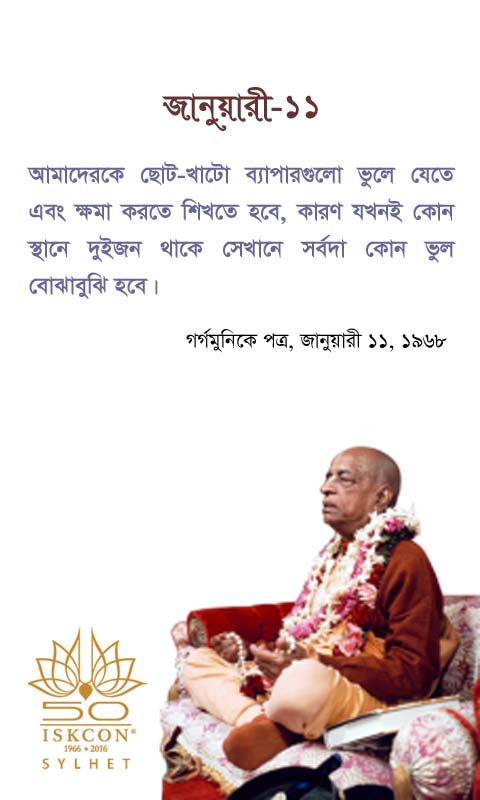 জানুয়ারী-১১
আমাদেরকে ছোট-খাটো ব্যাপারগুলো ভুলে যেতে
এবং ক্ষমা করতে শিখতে হবে, কারণ যখনই কোন
স্থানে দুইজন থাকে সেখানে সর্বদা কোন ভুল
বোঝাবুঝি হবে।
গর্গমুনিকে পত্র, জানুয়ারী ১১, ১৯৬৮
50
ISKCON®
1966 • 2016
SYLHET